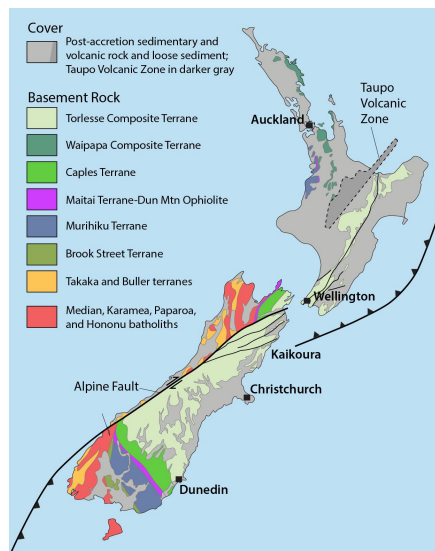 Cover
Post-accretion sedimentary and
volcanic rock and loose sediment;
Taupo Volcanic Zone in darker gray
Basement Rock
Torlesse Composite Terrane
Waipapa Composite Terrane
Caples Terrane
Maitai Terrane-Dun Mtn Ophiolite
Murihiku Terrane
Brook Street Terrane
Takaka and Buller terranes
Median, Karamea, Paparoa,
and Hononu batholiths
Auckland
Taupo
Volcanic
Zone
Wellington
Kaikoura
Alpine Fault
Christchurch
Dunedin